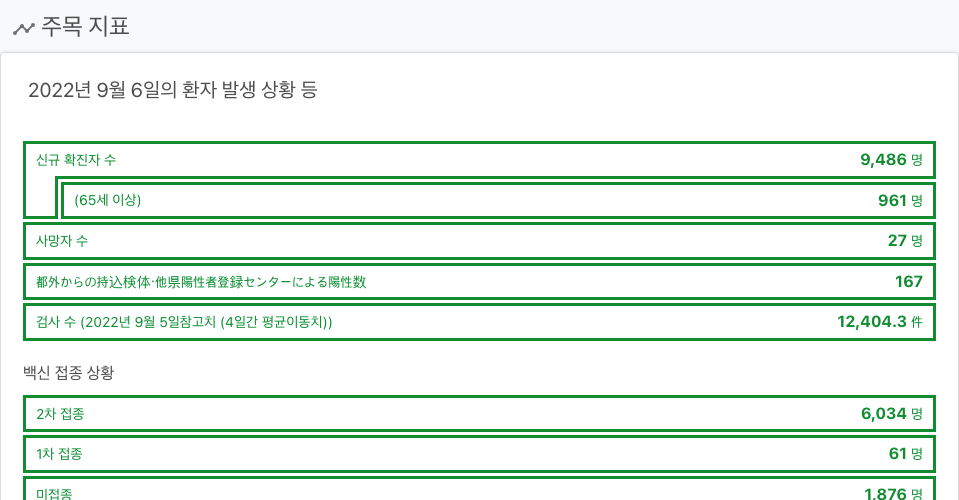 주목 지표
2022년 9월 6일의 환자 발생 상황 등
신규 확진자 수 9,486 명
(65세 이상) 961 명
사망자 수 27 명
都外からの持込検体·他県陽性者登録センターによる陽性数 167
검사 수 (2022년 9월 5일참고치 (4일간 평균이동치)) 12,404.3 件
백신 접종 상황
2차 접종 6,034 명
1차 접종 61 명
미접종 1,876 명